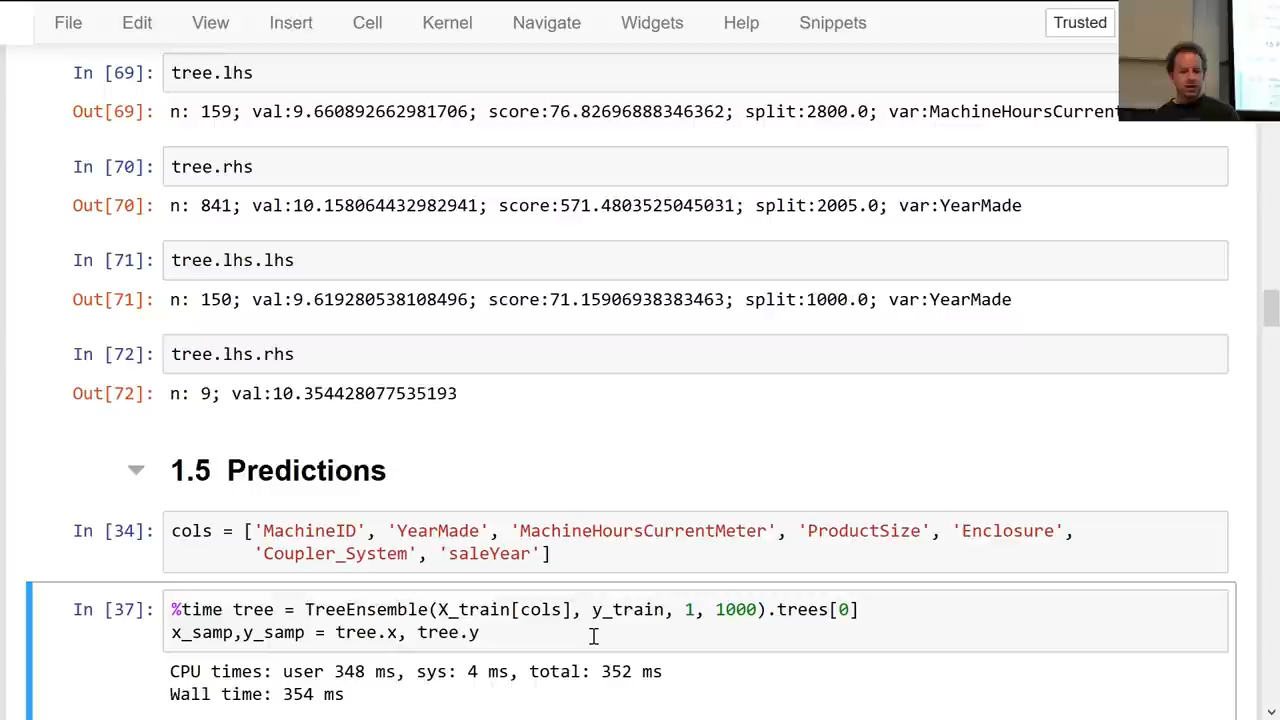 File Edit View Insert Cell Kernel Navigate Widgets Help Snippets Trusted
In [69]: tree.lhs
Out[69]: n: 159; val:9.660892662981706; score:76.82696888346362; split:2800.0; var:MachineHoursCurrent
In [70]: tree.rhs
Out[70]: n: 841; val:10.158064432982941; score:571.4803525045031; split:2005.0; var:YearMade
In [71]: tree.lhs.lhs
Out[71]: n: 150; val:9.619280538108496; score:71.15906938383463; split:1000.0; var:YearMade
In [72]: tree.lhs.rhs
Out[72]: n: 9; val:10.354428077535193
1.5 Predictions
In [34]: cols = ['MachineID', 'YearMade', 'MachineHoursCurrentMeter', 'ProductSize', 'Enclosure',
'Coupler_System', 'saleYear']
In [37]: %time tree = TreeEnsemble(X_train[cols], y_train, 1, 1000).trees[0]
x_samp,y_samp = tree.x, tree.y
CPU times: user 348 ms, sys: 4 ms, total: 352 ms
Wall time: 354 ms